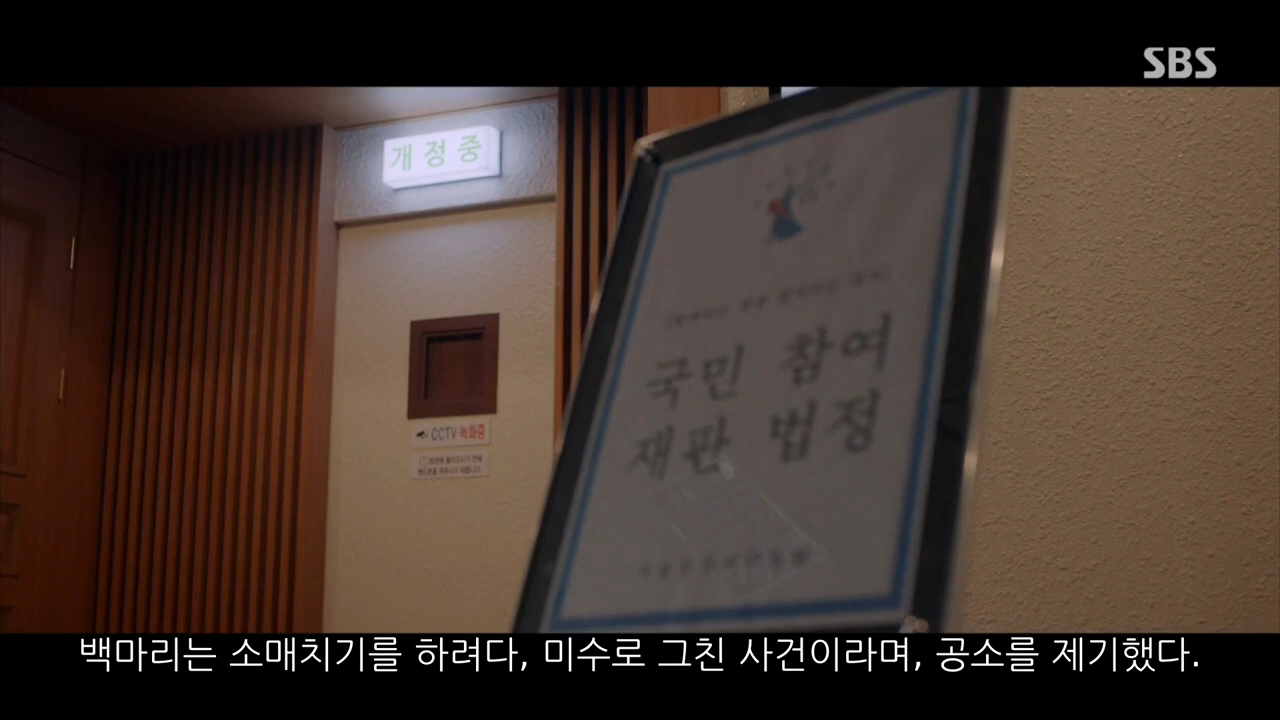 SBS
개정중
국민 참여
재판 법정
CCTV 녹화중
백마리는 소매치기를 하려다, 미수로 그친 사건이라며, 공소를 제기했다.